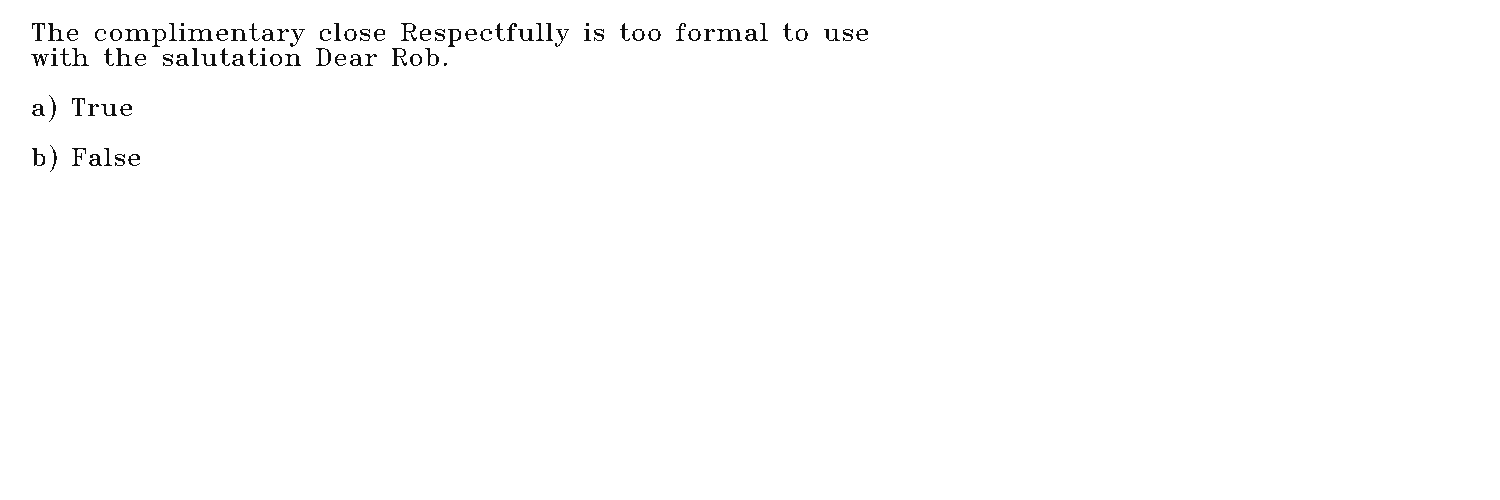 The complimentary close Respectfully is too formal to use
with the salutation Dear Rob.
a) True
b) False